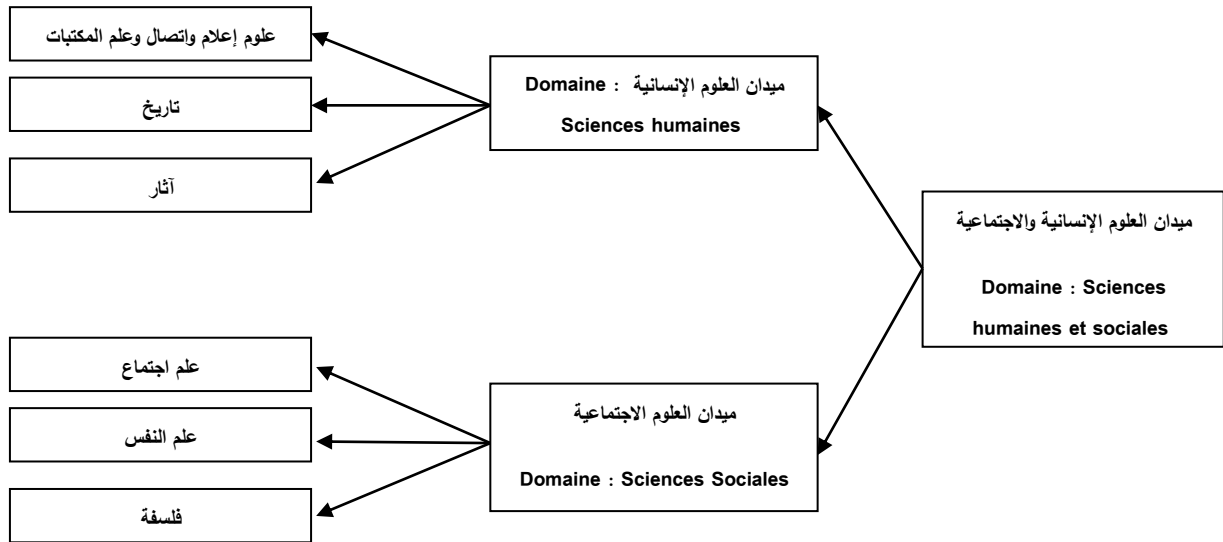 ميدان العلوم الإنسانية والاجتماعية
Domaine : Sciences
humaines et sociales
ميدان العلوم الإنسانية : Domaine
Sciences humaines
علوم إعلام واتصال وعلم المكتبات
تاريخ
آثار
ميدان العلوم الاجتماعية
Domaine : Sciences Sociales
علم اجتماع
علم النفس
فلسفة